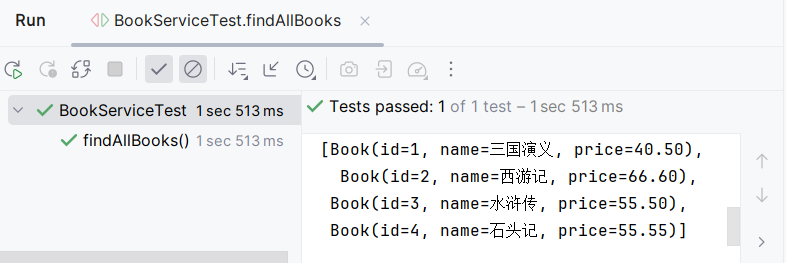 Run BookServiceTest.findAllBooks
BookServiceTest 1 sec 513 ms
findAllBooks() 1 sec 513 ms
Tests passed: 1 of 1 test – 1 sec 513 ms
[Book(id=1, name=三国演义, price=40.50),
Book(id=2, name=西游记, price=66.60),
Book(id=3, name=水浒传, price=55.50),
Book(id=4, name=石头记, price=55.55)]